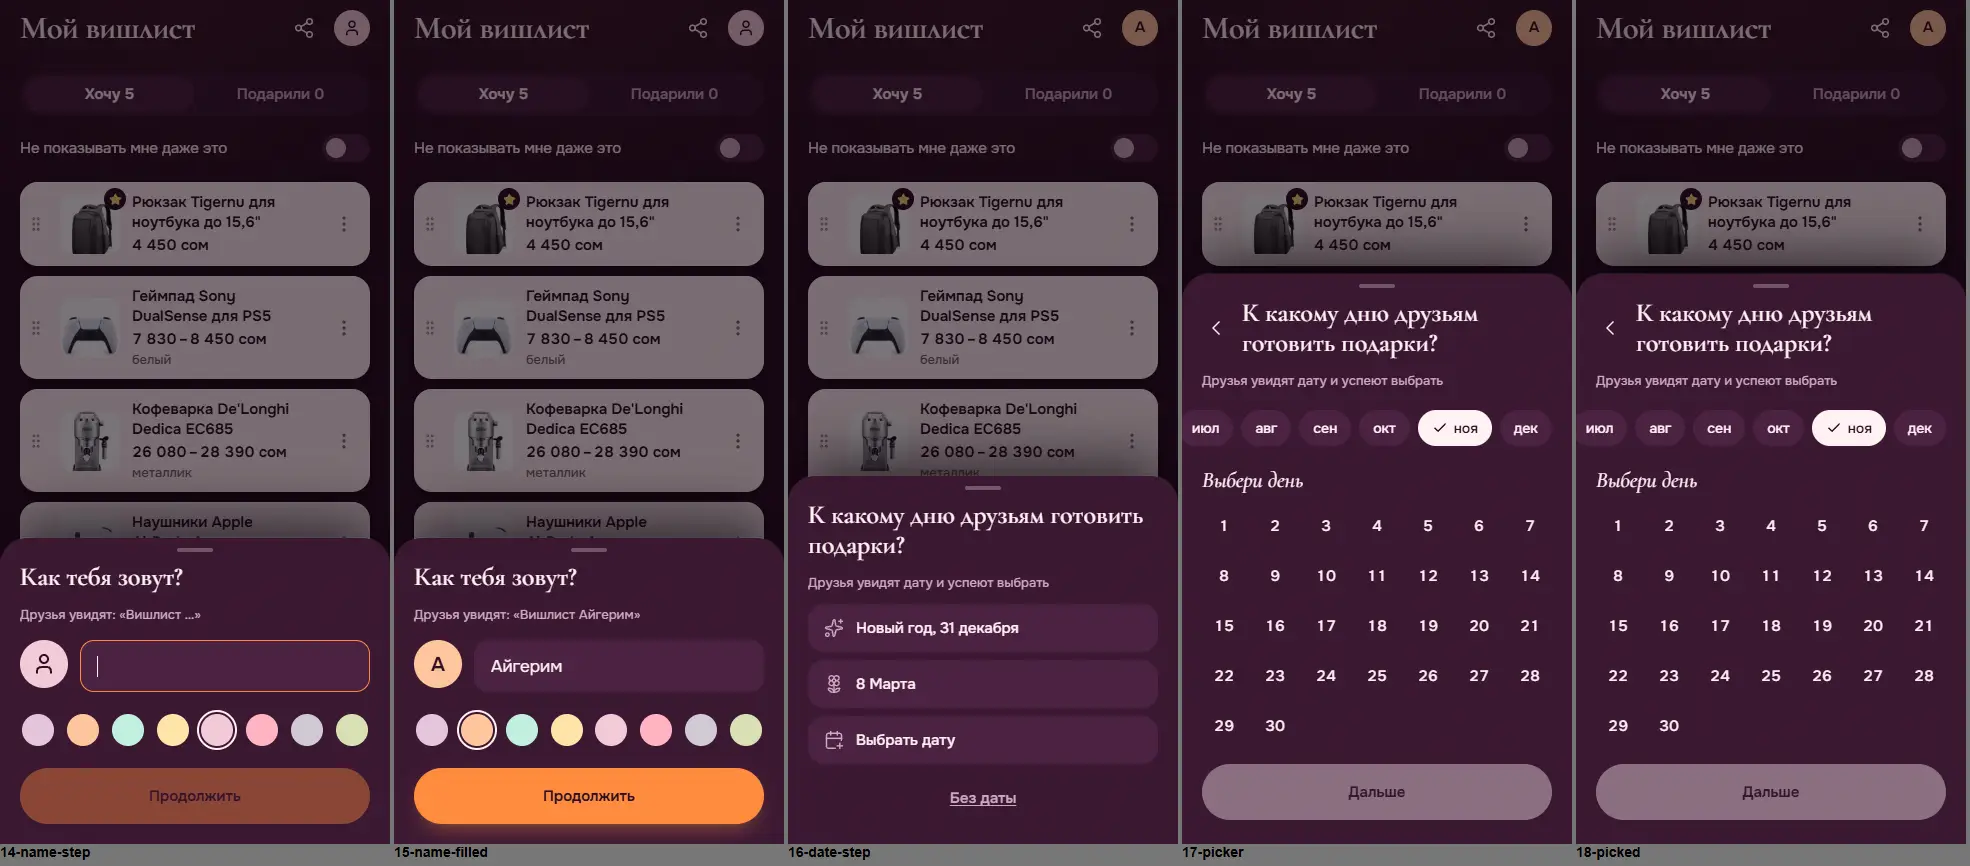 Мой вишлист
Хочу 5
Подарили 0
Не показывать мне даже это
Рюкзак Tigernu для
ноутбука до 15,6"
4 450 сом
Геймпад Sony
DualSense для PS5
7 830 – 8 450 сом
белый
Кофеварка De'Longhi
Dedica EC685
26 080 – 28 390 сом
металлик
Наушники Apple
Как тебя зовут?
Друзья увидят: «Вишлист ...»
Продолжить
14-name-step
Мой вишлист
Хочу 5
Подарили 0
Не показывать мне даже это
Рюкзак Tigernu для
ноутбука до 15,6"
4 450 сом
Геймпад Sony
DualSense для PS5
7 830 – 8 450 сом
белый
Кофеварка De'Longhi
Dedica EC685
26 080 – 28 390 сом
металлик
Наушники Apple
Как тебя зовут?
Друзья увидят: «Вишлист Айгерим»
А
Айгерим
Продолжить
15-name-filled
Мой вишлист
А
Хочу 5
Подарили 0
Не показывать мне даже это
Рюкзак Tigernu для
ноутбука до 15,6"
4 450 сом
Геймпад Sony
DualSense для PS5
7 830 – 8 450 сом
белый
Кофеварка De'Longhi
Dedica EC685
26 080 – 28 390 сом
металлик
К какому дню друзьям готовить
подарки?
Друзья увидят дату и успеют выбрать
Новый год, 31 декабря
8 Марта
Выбрать дату
Без даты
16-date-step
Мой вишлист
А
Хочу 5
Подарили 0
Не показывать мне даже это
Рюкзак Tigernu для
ноутбука до 15,6"
4 450 сом
К какому дню друзьям
готовить подарки?
Друзья увидят дату и успеют выбрать
июл авг сен окт ноя дек
Выбери день
1 2 3 4 5 6 7
8 9 10 11 12 13 14
15 16 17 18 19 20 21
22 23 24 25 26 27 28
29 30
Дальше
17-picker
Мой вишлист
А
Хочу 5
Подарили 0
Не показывать мне даже это
Рюкзак Tigernu для
ноутбука до 15,6"
4 450 сом
К какому дню друзьям
готовить подарки?
Друзья увидят дату и успеют выбрать
июл авг сен окт ноя дек
Выбери день
1 2 3 4 5 6 7
8 9 10 11 12 13 14
15 16 17 18 19 20 21
22 23 24 25 26 27 28
29 30
Дальше
18-picked